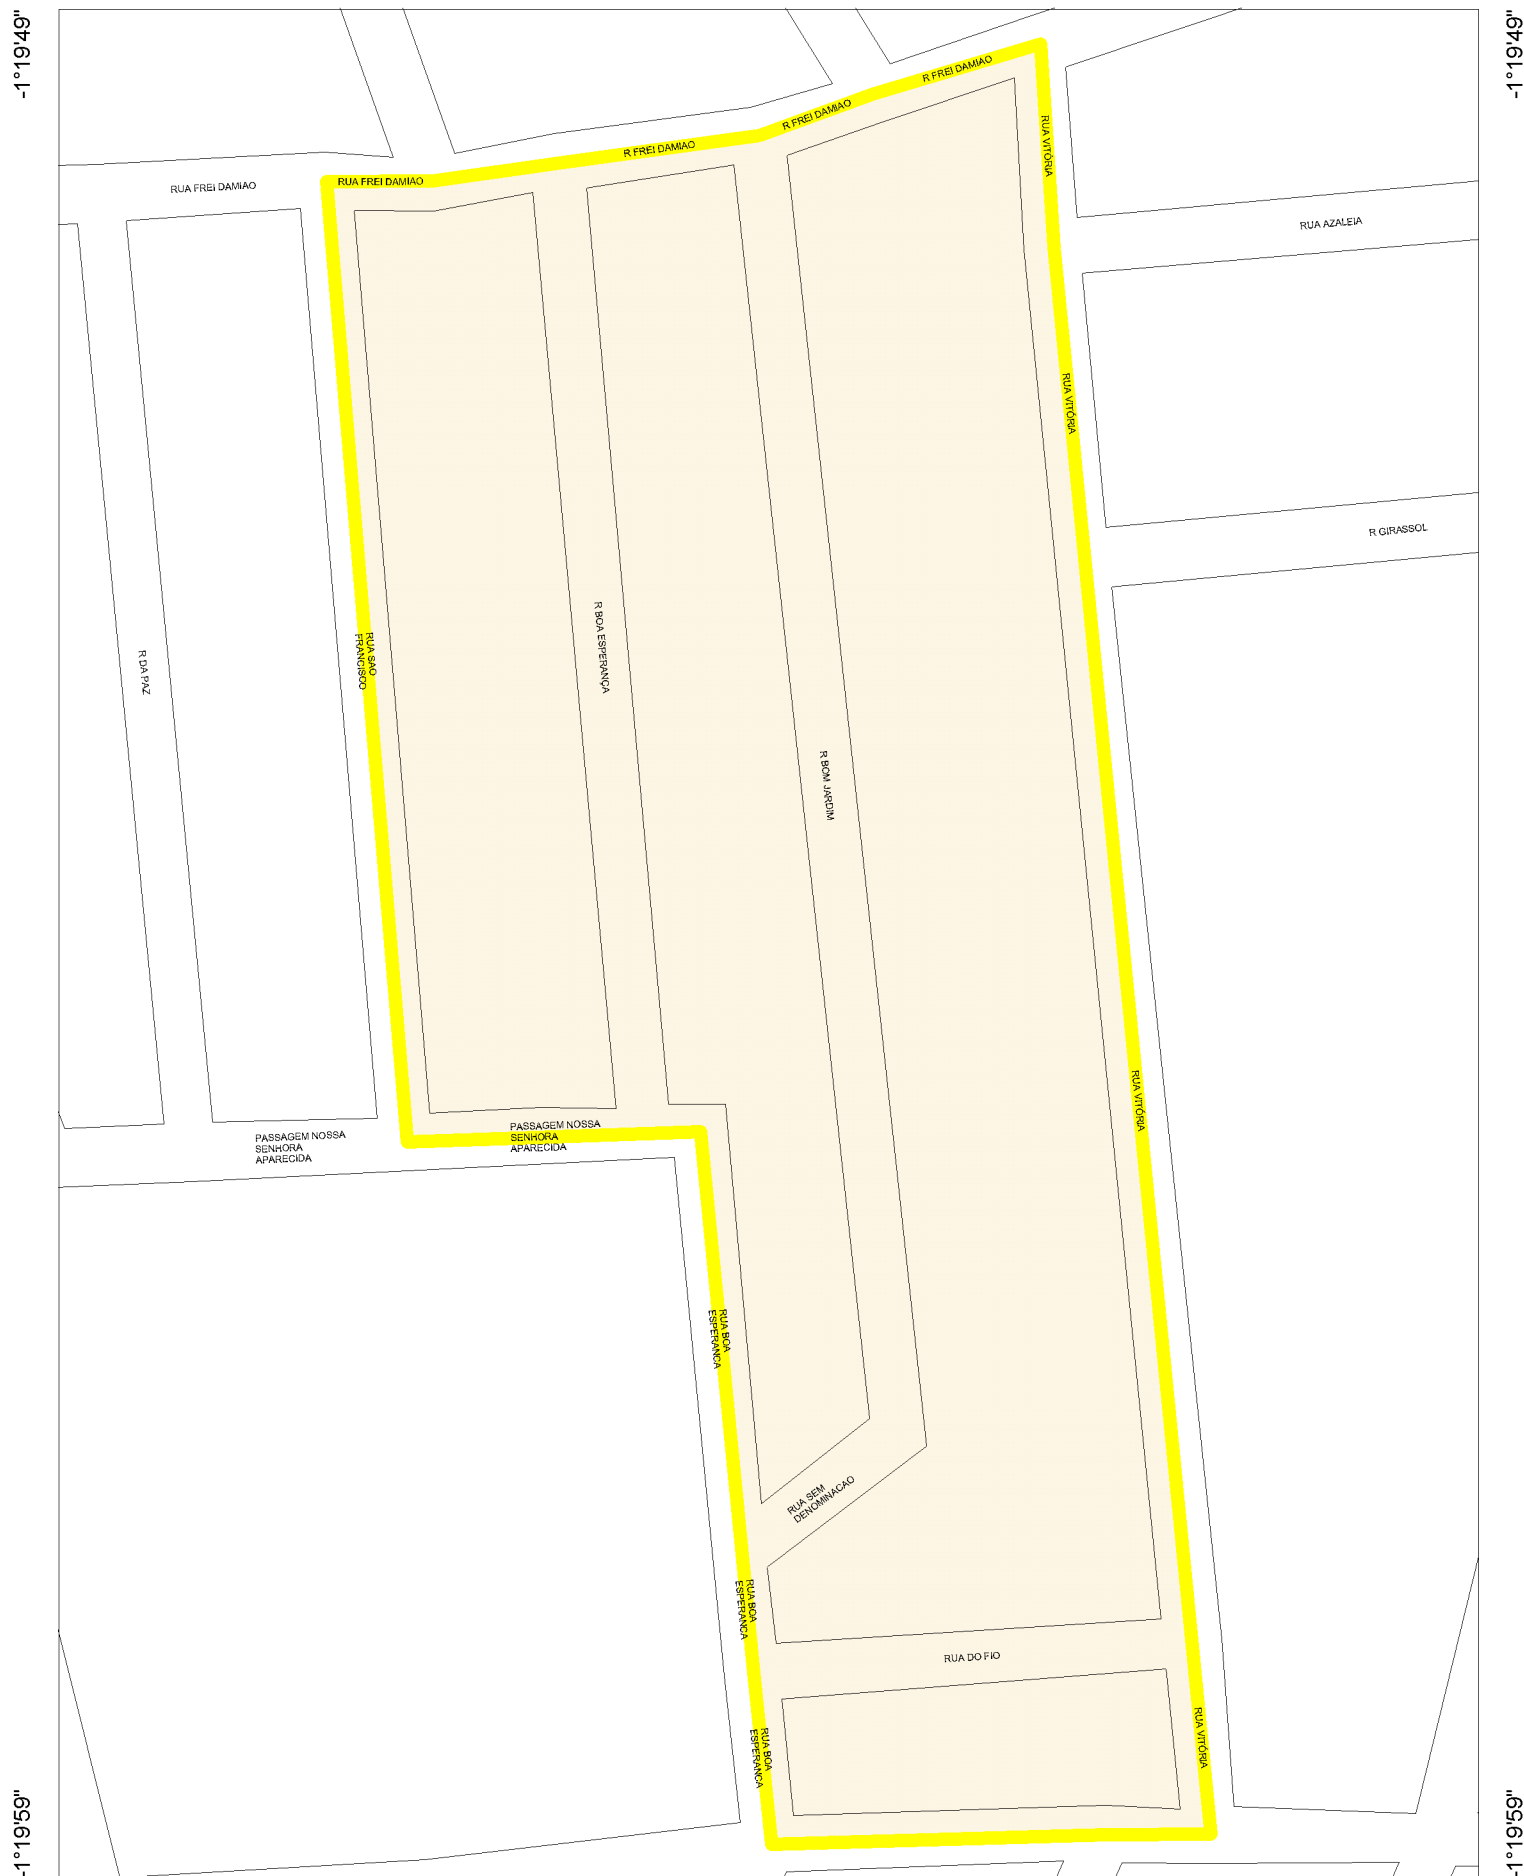 -1°19'49"
-1°19'49"
R FREI DAMIAO
R FREI DAMIAO
R FREI DAMIAO
RUA FREI DAMIAO
RUA FREI DAMIAO
RUA VITÓRIA
RUA AZALEIA
RUA VITÓRIA
R GIRASSOL
R DA PAZ
RUA SAO
FRANCISCO
R BOA ESPERANÇA
R BOM JARDIM
RUA VITÓRIA
PASSAGEM NOSSA
SENHORA
APARECIDA
PASSAGEM NOSSA
SENHORA
APARECIDA
RUA BOA
ESPERANCA
RUA SEM
DENOMINACAO
RUA BOA
ESPERANCA
RUA DO FIO
RUA BOA
ESPERANCA
RUA VITÓRIA
-1°19'59"
-1°19'59"